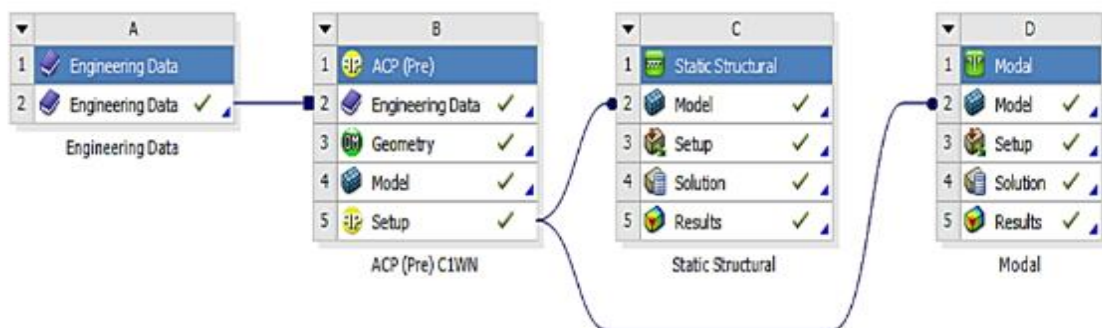 A
1 Engineering Data
2 Engineering Data
Engineering Data
B
1 ACP (Pre)
2 Engineering Data
3 Geometry
4 Model
5 Setup
ACP (Pre) C1WN
C
1 Static Structural
2 Model
3 Setup
4 Solution
5 Results
Static Structural
D
1 Modal
2 Model
3 Setup
4 Solution
5 Results
Modal